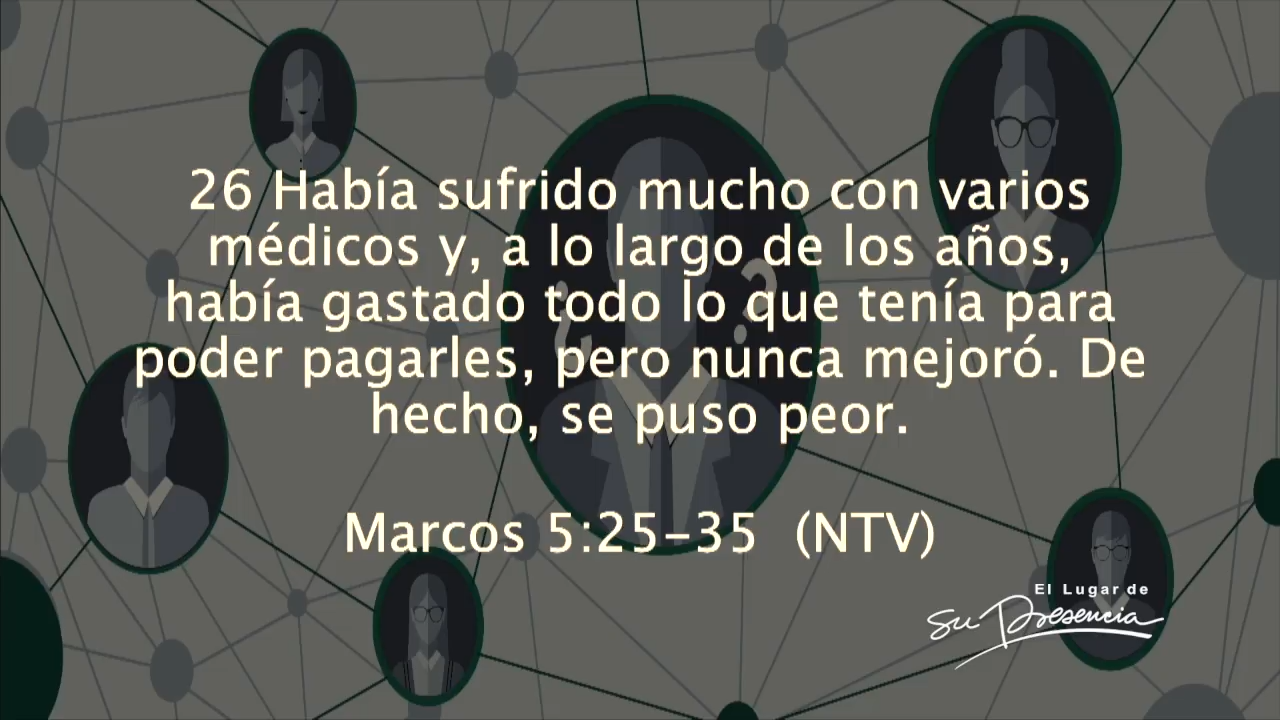 26 Había sufrido mucho con varios
médicos y, a lo largo de los años,
había gastado todo lo que tenía para
poder pagarles, pero nunca mejoró. De
hecho, se puso peor.
Marcos 5:25-35 (NTV)
El Lugar de
Su Presencia
¿ ?